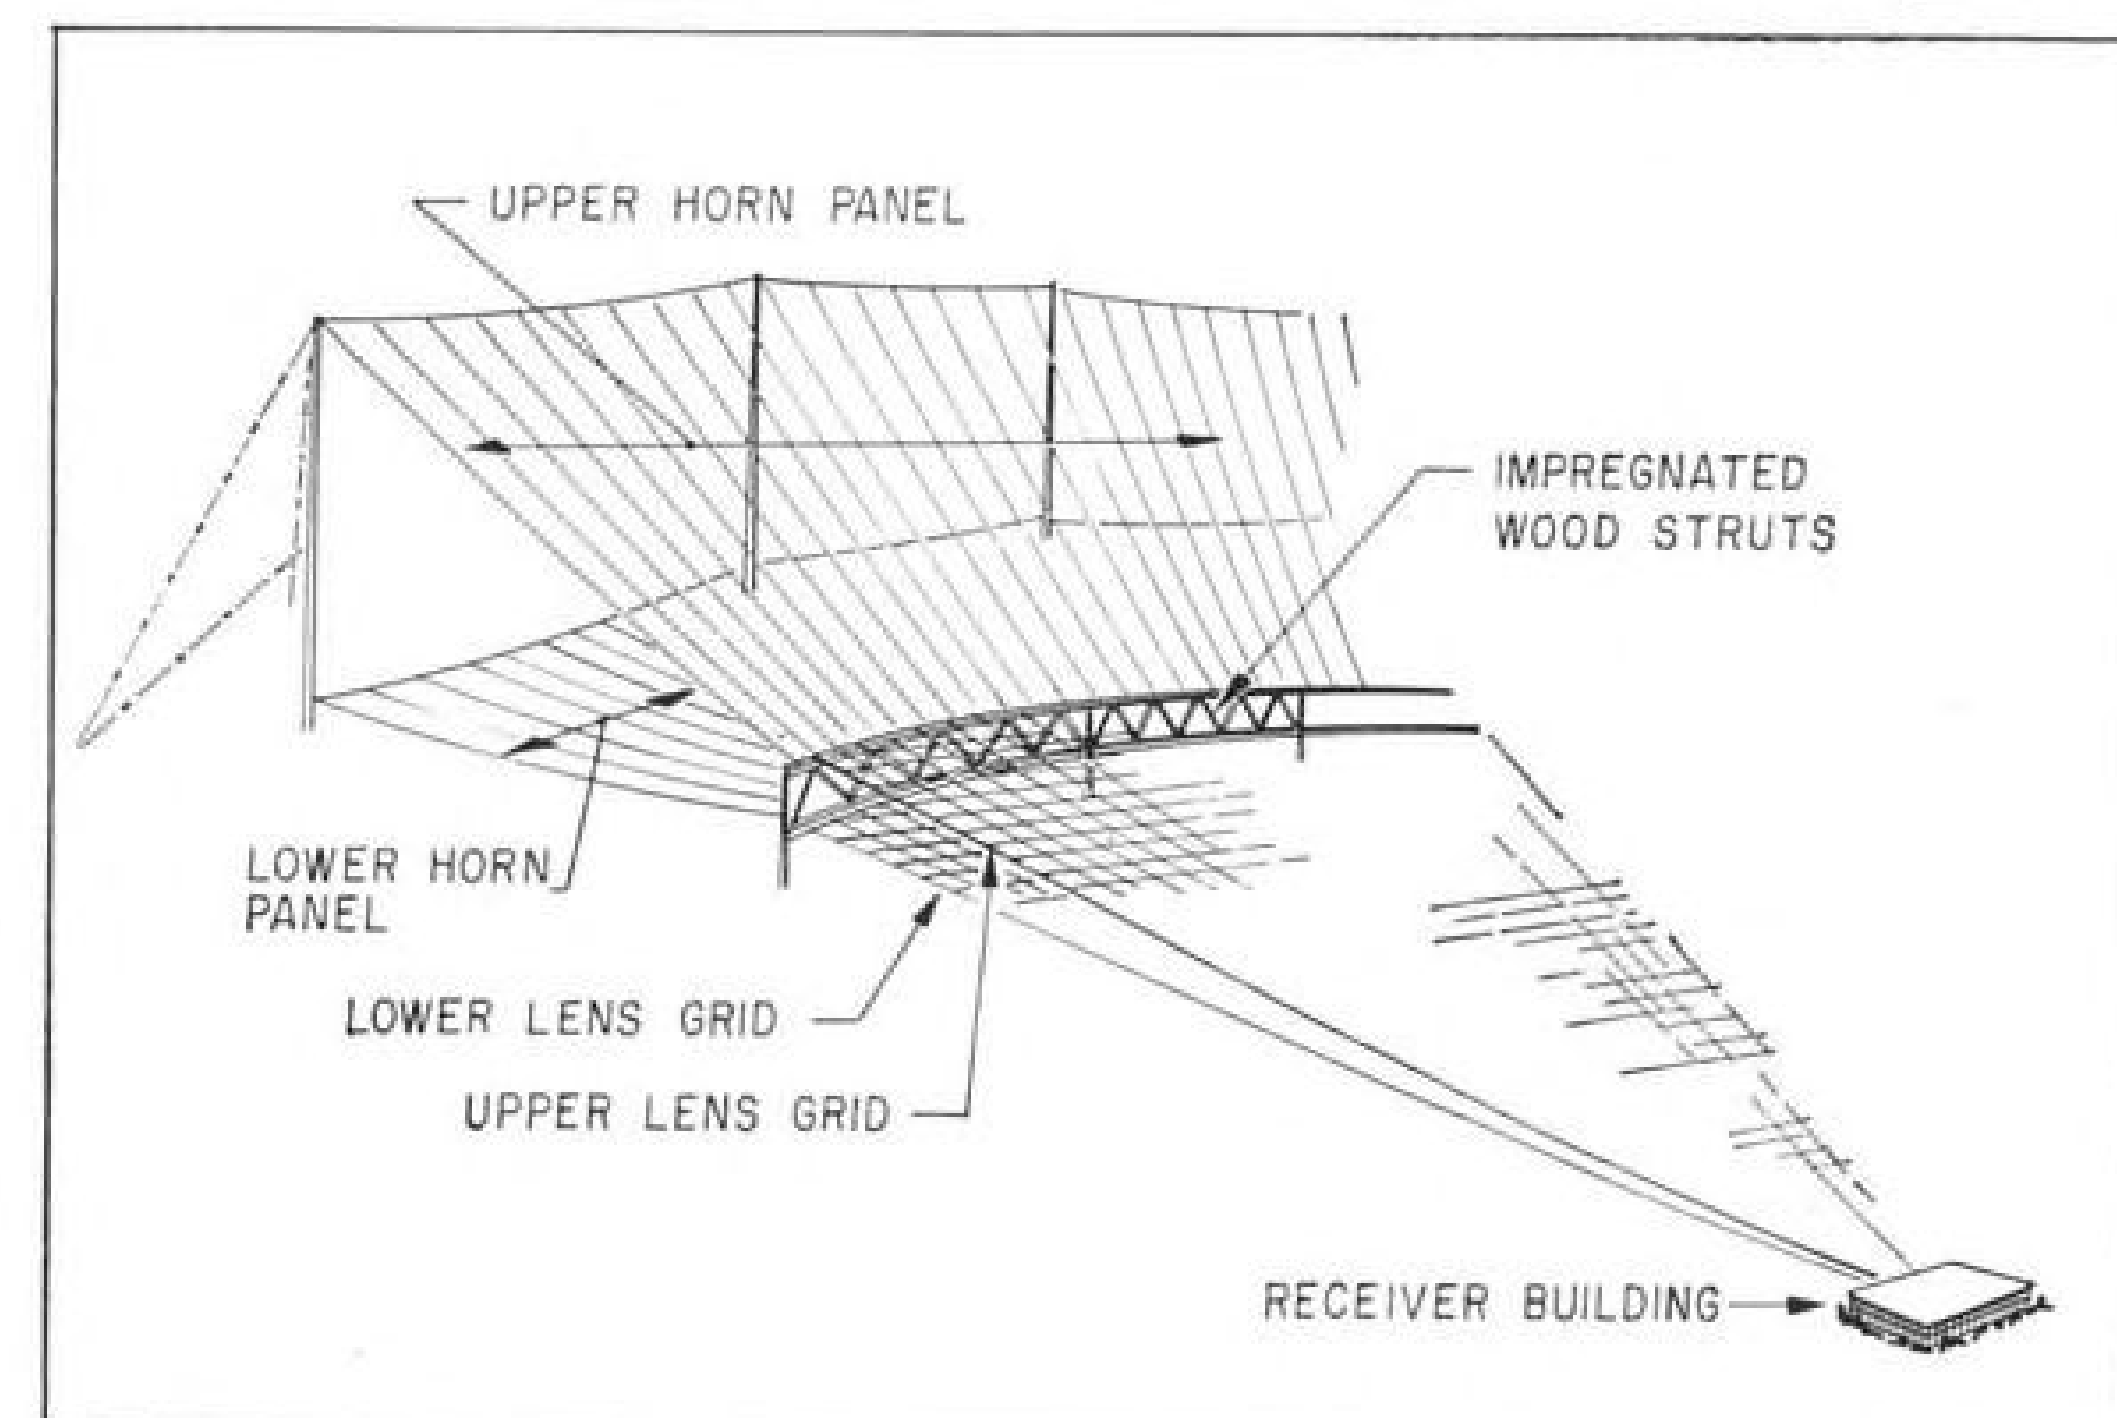 UPPER HORN PANEL
IMPREGNATED
WOOD STRUTS
LOWER HORN
PANEL
LOWER LENS GRID
UPPER LENS GRID
RECEIVER BUILDING